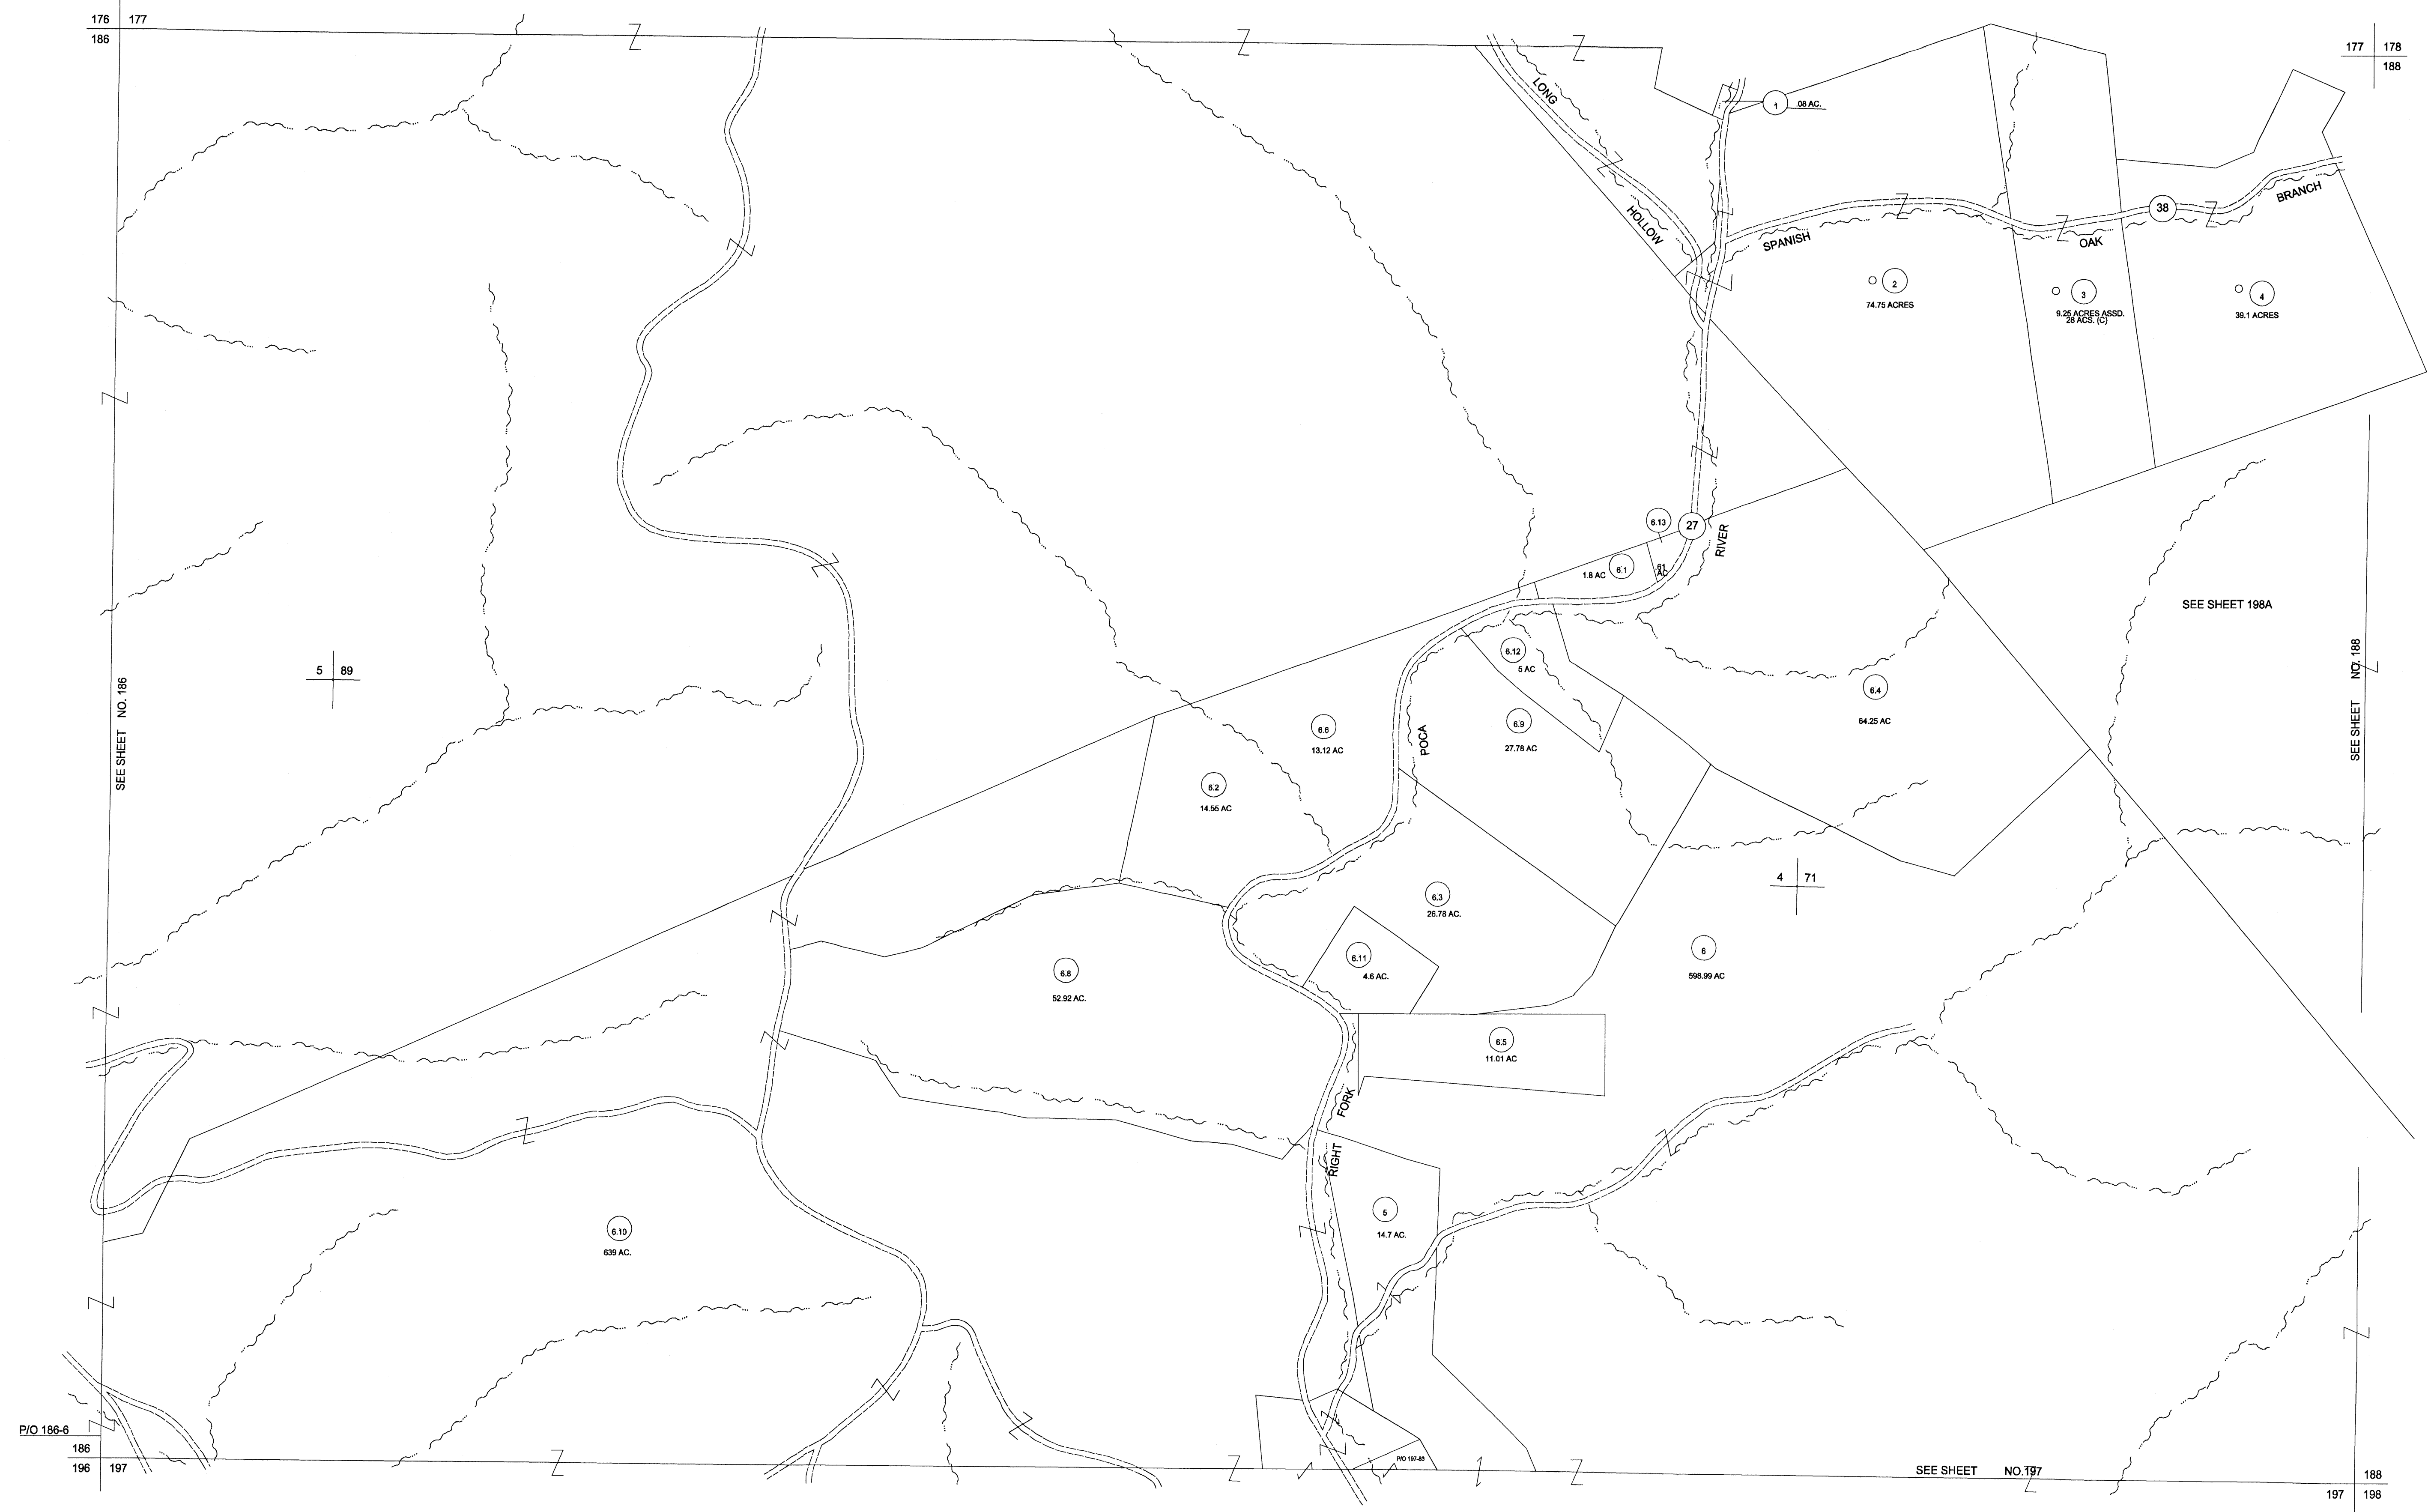 176 177
186
177 178
188
LONG
HOLLOW
1 .08 AC.
SPANISH
OAK
38
BRANCH
2
74.75 ACRES
3
9.25 ACRES ASSD.
28 ACS. (C)
4
39.1 ACRES
6.13
27
RIVER
6.1
1.8 AC
.61
AC
SEE SHEET 198A
SEE SHEET NO. 186
5 89
SEE SHEET NO. 188
6.12
5 AC
6.4
64.25 AC
6.6
13.12 AC
POCA
6.9
27.78 AC
6.2
14.55 AC
4 71
6.3
26.78 AC.
6.11
4.6 AC.
6
598.99 AC
6.8
52.92 AC.
6.5
11.01 AC
FORK
RIGHT
5
14.7 AC.
6.10
639 AC.
P/O 186-6
186
196 197
P/O 197-83
SEE SHEET NO.197
188
197 198